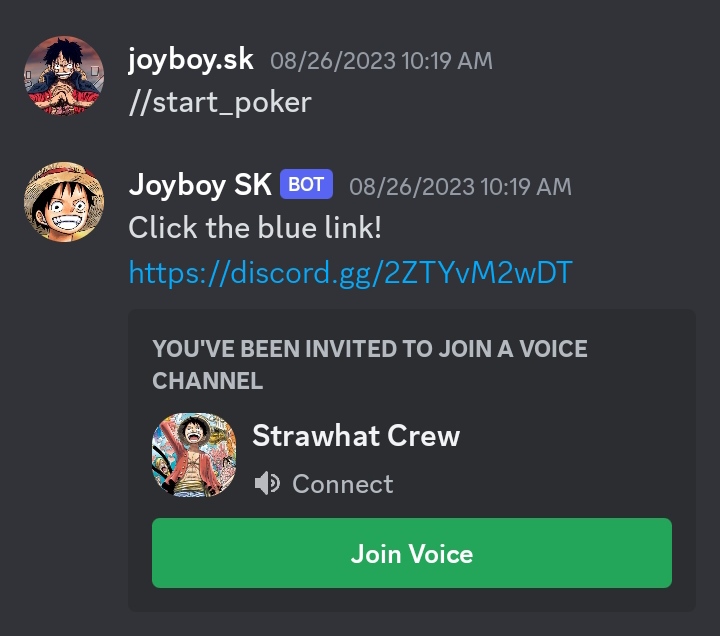 joyboy.sk 08/26/2023 10:19 AM
//start_poker
Joyboy SK BOT 08/26/2023 10:19 AM
Click the blue link!
https://discord.gg/2ZTYvM2wDT
YOU'VE BEEN INVITED TO JOIN A VOICE
CHANNEL
Strawhat Crew
Connect
Join Voice